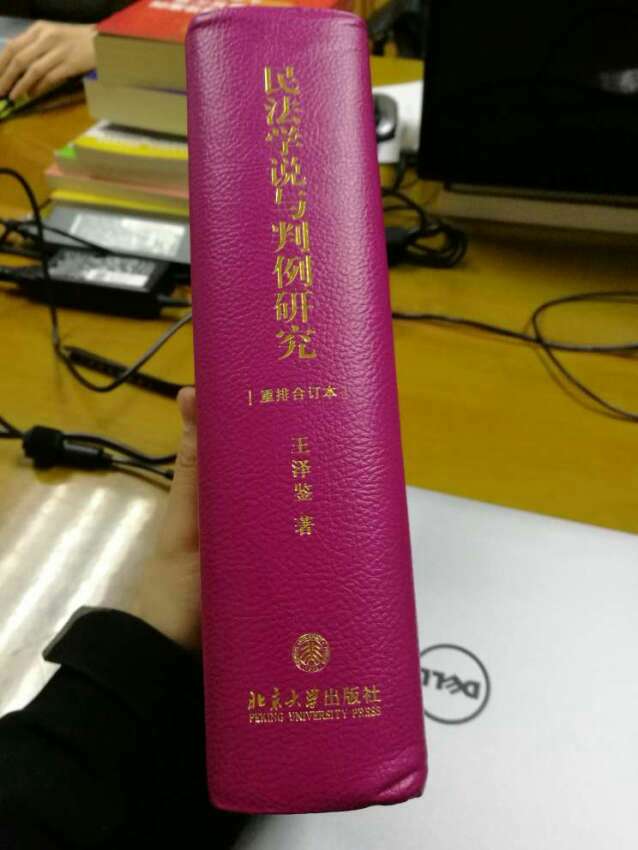 民法学说与判例研究
重排合订本
王泽鉴 著
北京大学出版社
PEKING UNIVERSITY PRESS
DELL